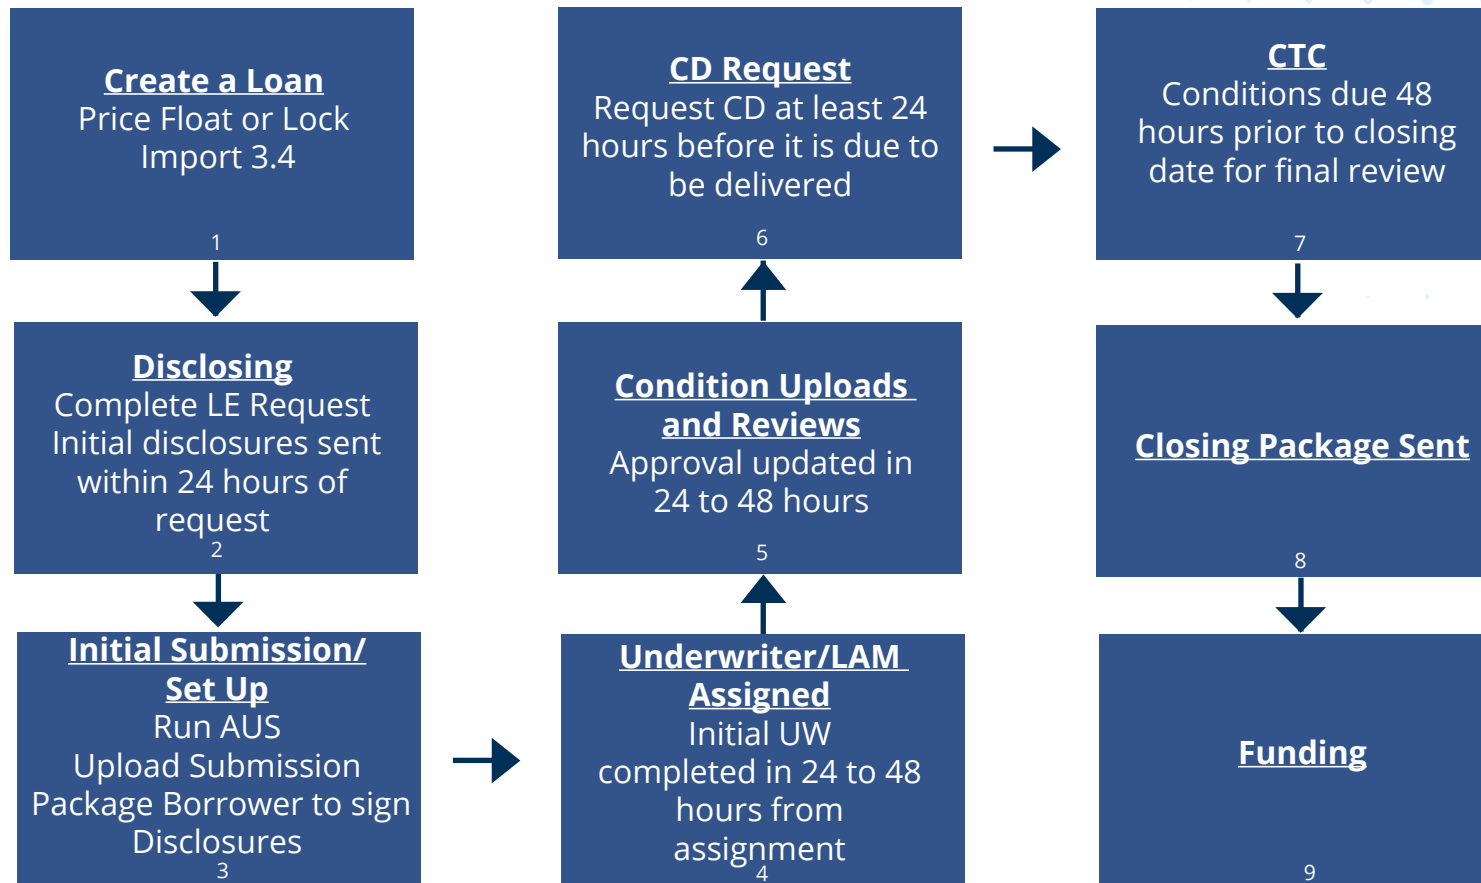 Create a Loan
Price Float or Lock
Import 3.4
1
Disclosing
Complete LE Request
Initial disclosures sent
within 24 hours of
request
2
Initial Submission/
Set Up
Run AUS
Upload Submission
Package Borrower to sign
Disclosures
3
Underwriter/LAM
Assigned
Initial UW
completed in 24 to 48
hours from
assignment
4
Condition Uploads
and Reviews
Approval updated in
24 to 48 hours
5
CD Request
Request CD at least 24
hours before it is due to
be delivered
6
CTC
Conditions due 48
hours prior to closing
date for final review
7
Closing Package Sent
8
Funding
9